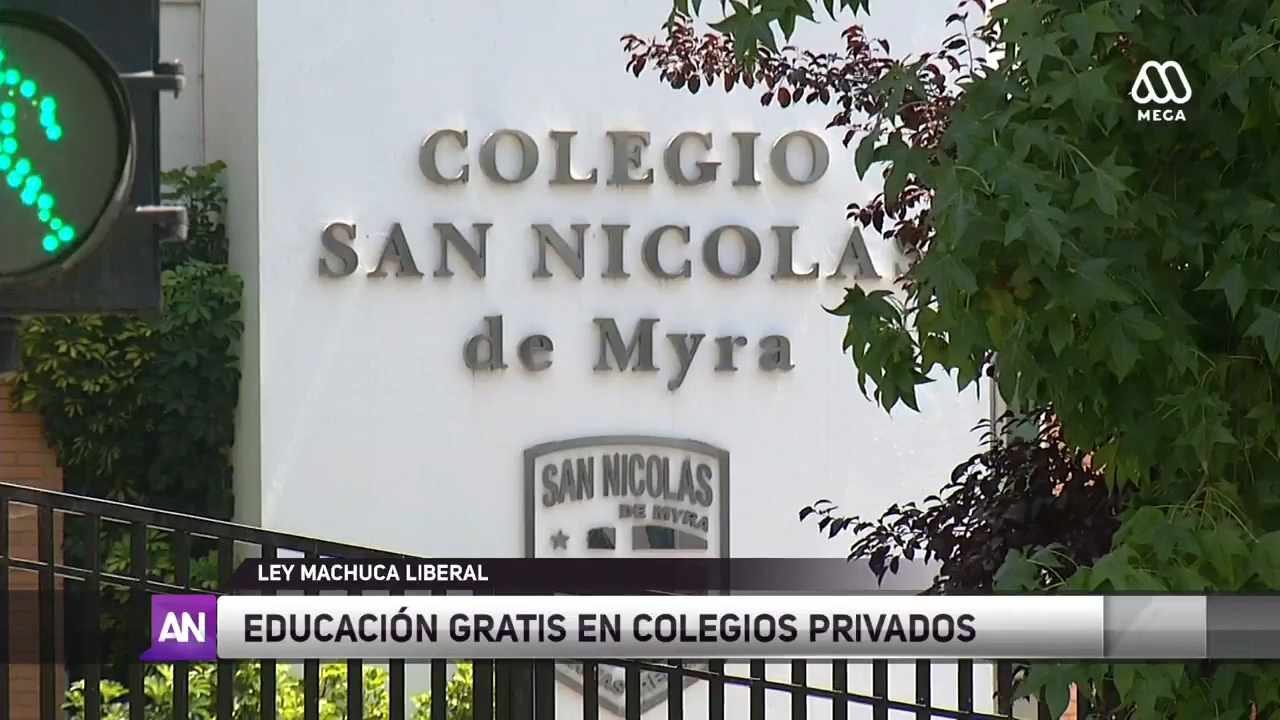 MEGA
COLEGIO
SAN NICOLAS
de Myra
SAN NICOLAS
DE MYRA
LEY MACHUCA LIBERAL
AN
EDUCACIÓN GRATIS EN COLEGIOS PRIVADOS